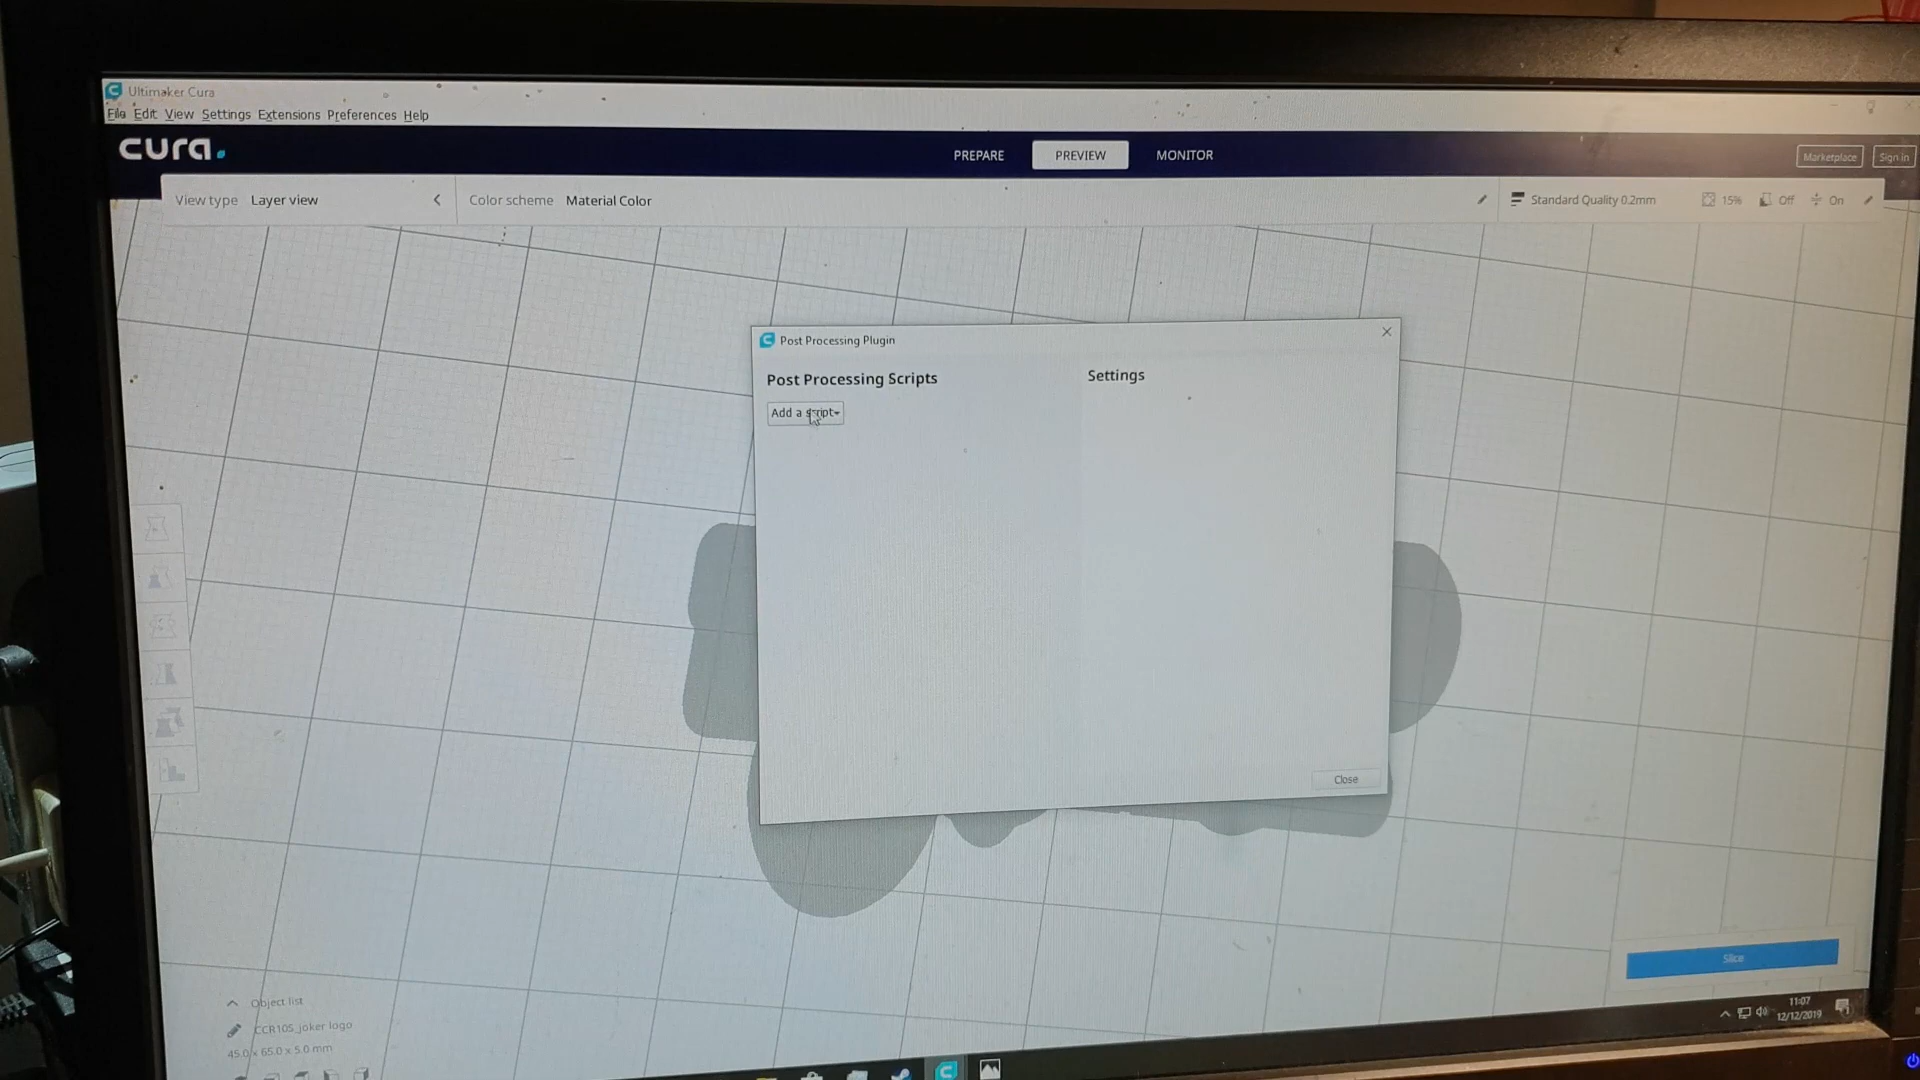 Ultimaker Cura
File Edit View Settings Extensions Preferences Help
cura.
PREPARE PREVIEW MONITOR
Marketplace Sign in
View type Layer view
Color scheme Material Color
Standard Quality 0.2mm 15% Off On
Post Processing Plugin
Post Processing Scripts
Settings
Add a script
Close
Slice
Object list
CCR10S_joker logo
45.0 x 65.0 x 5.0 mm
11:07
12/12/2019